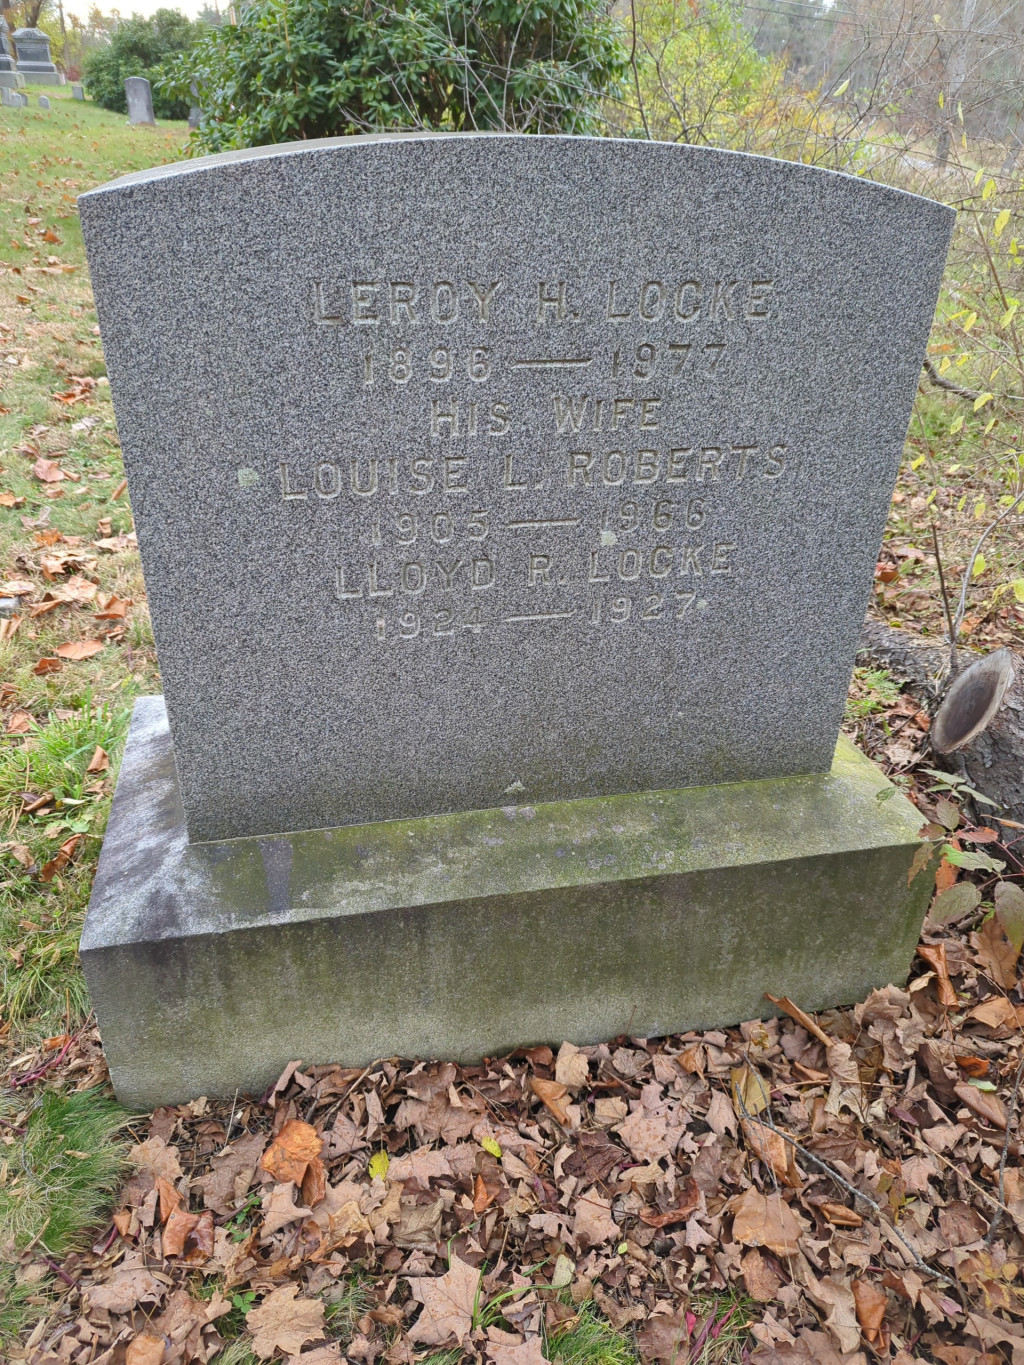 LEROY H. LOCKE
1896 — 1977
HIS WIFE
LOUISE L. ROBERTS
1905 — 1966
LLOYD R. LOCKE
1924 — 1927